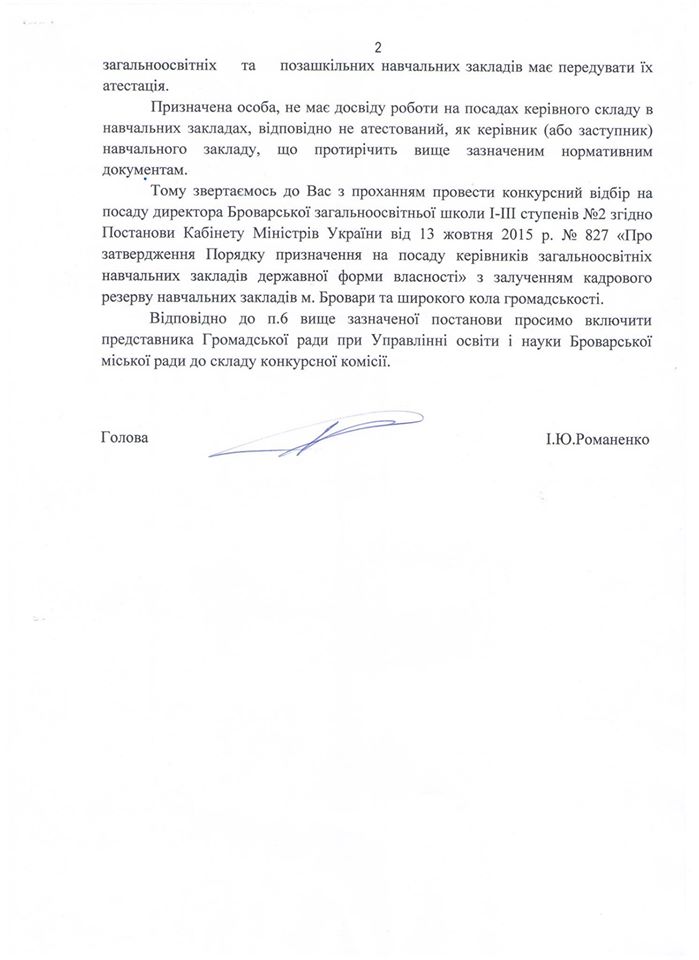 2
загальноосвітніх та позашкільних навчальних закладів має передувати їх
атестація.
Призначена особа, не має досвіду роботи на посадах керівного складу в
навчальних закладах, відповідно не атестований, як керівник (або заступник)
навчального закладу, що протирічить вище зазначеним нормативним
документам.
Тому звертаємось до Вас з проханням провести конкурсний відбір на
посаду директора Броварської загальноосвітньої школи І-ІІІ ступенів №2 згідно
Постанови Кабінету Міністрів України від 13 жовтня 2015 р. № 827 «Про
затвердження Порядку призначення на посаду керівників загальноосвітніх
навчальних закладів державної форми власності» з залученням кадрового
резерву навчальних закладів м. Бровари та широкого кола громадськості.
Відповідно до п.6 вище зазначеної постанови просимо включити
представника Громадської ради при Управлінні освіти і науки Броварської
міської ради до складу конкурсної комісії.
Голова І.Ю.Романенко